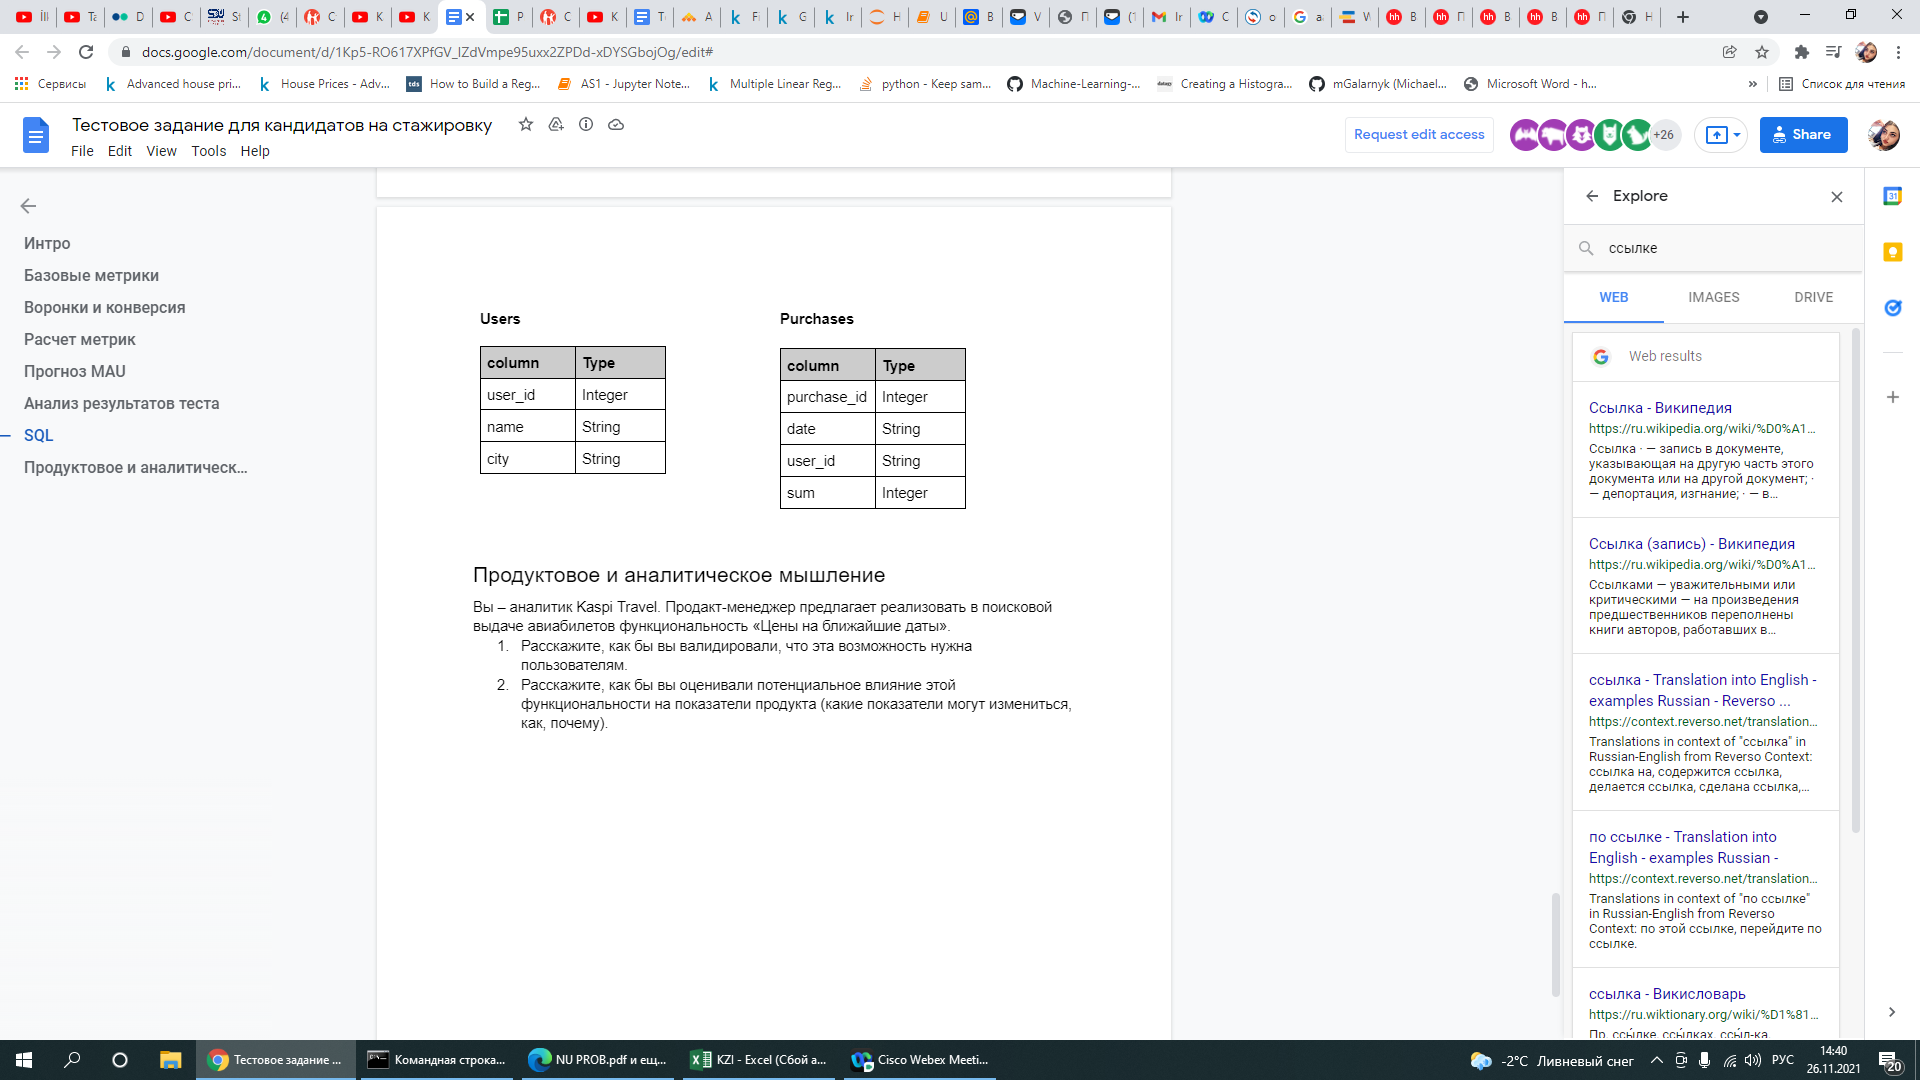 docs.google.com/document/d/1Kp5-RO617XPfGV_IZdVmpe95uxx2ZPDd-xDYSGbojOg/edit#
Сервисы
Advanced house pri...
House Prices - Adv...
How to Build a Reg...
AS1 - Jupyter Note...
Multiple Linear Reg...
python - Keep sam...
Machine-Learning-...
Creating a Histogra...
mGalarnyk (Michael...
Microsoft Word - h...
»
Список для чтения
Тестовое задание для кандидатов на стажировку
File Edit View Tools Help
Request edit access
+26
Share
Интро
Базовые метрики
Воронки и конверсия
Расчет метрик
Прогноз MAU
Анализ результатов теста
SQL
Продуктовое и аналитическ...
Users
column Type
user_id Integer
name String
city String
Purchases
column Type
purchase_id Integer
date String
user_id String
sum Integer
Продуктовое и аналитическое мышление
Вы – аналитик Kaspi Travel. Продакт-менеджер предлагает реализовать в поисковой
выдаче авиабилетов функциональность «Цены на ближайшие даты».
1. Расскажите, как бы вы валидировали, что эта возможность нужна
пользователям.
2. Расскажите, как бы вы оценивали потенциальное влияние этой
функциональности на показатели продукта (какие показатели могут измениться,
как, почему).
Explore
ссылке
WEB IMAGES DRIVE
Web results
Ссылка - Википедия
https://ru.wikipedia.org/wiki/%D0%A1...
Ссылка · — запись в документе,
указывающая на другую часть этого
документа или на другой документ; ·
— депортация, изгнание; · — в...
Ссылка (запись) - Википедия
https://ru.wikipedia.org/wiki/%D0%A1...
Ссылками — уважительными или
критическими — на произведения
предшественников переполнены
книги авторов, работавших в...
ссылка - Translation into English -
examples Russian - Reverso ...
https://context.reverso.net/translation...
Translations in context of "ссылка" in
Russian-English from Reverso Context:
ссылка на, содержится ссылка,
делается ссылка, сделана ссылка,...
по ссылке - Translation into
English - examples Russian -
https://context.reverso.net/translation...
Translations in context of "по ссылке"
in Russian-English from Reverso
Context: по этой ссылке, перейдите по
ссылке.
ссылка - Викисловарь
https://ru.wiktionary.org/wiki/%D1%81...
Пр. ссы́лке, ссы́лках. ссы́л-ка.
31
Тестовое задание ...
Командная строка...
NU PROB.pdf и ещ...
KZI - Excel (Сбой а...
Cisco Webex Meeti...
-2°C Ливневый снег
РУС
14:40
26.11.2021
20